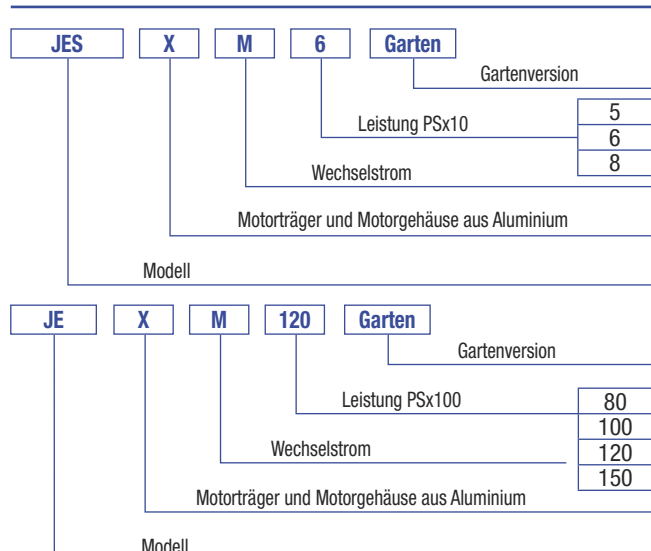 JES X M 6 Garten
Gartenversion
Leistung PSx10
5
6
8
Wechselstrom
Motorträger und Motorgehäuse aus Aluminium
Modell
JE X M 120 Garten
Gartenversion
Leistung PSx100
80
100
120
150
Wechselstrom
Motorträger und Motorgehäuse aus Aluminium
Modell